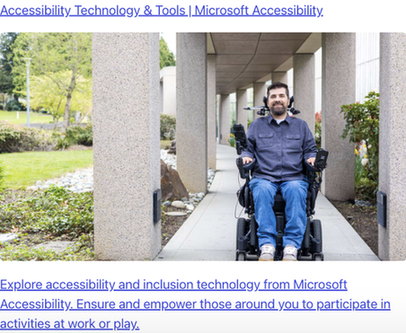 Accessibility Technology & Tools | Microsoft Accessibility
Explore accessibility and inclusion technology from Microsoft
Accessibility. Ensure and empower those around you to participate in
activities at work or play.